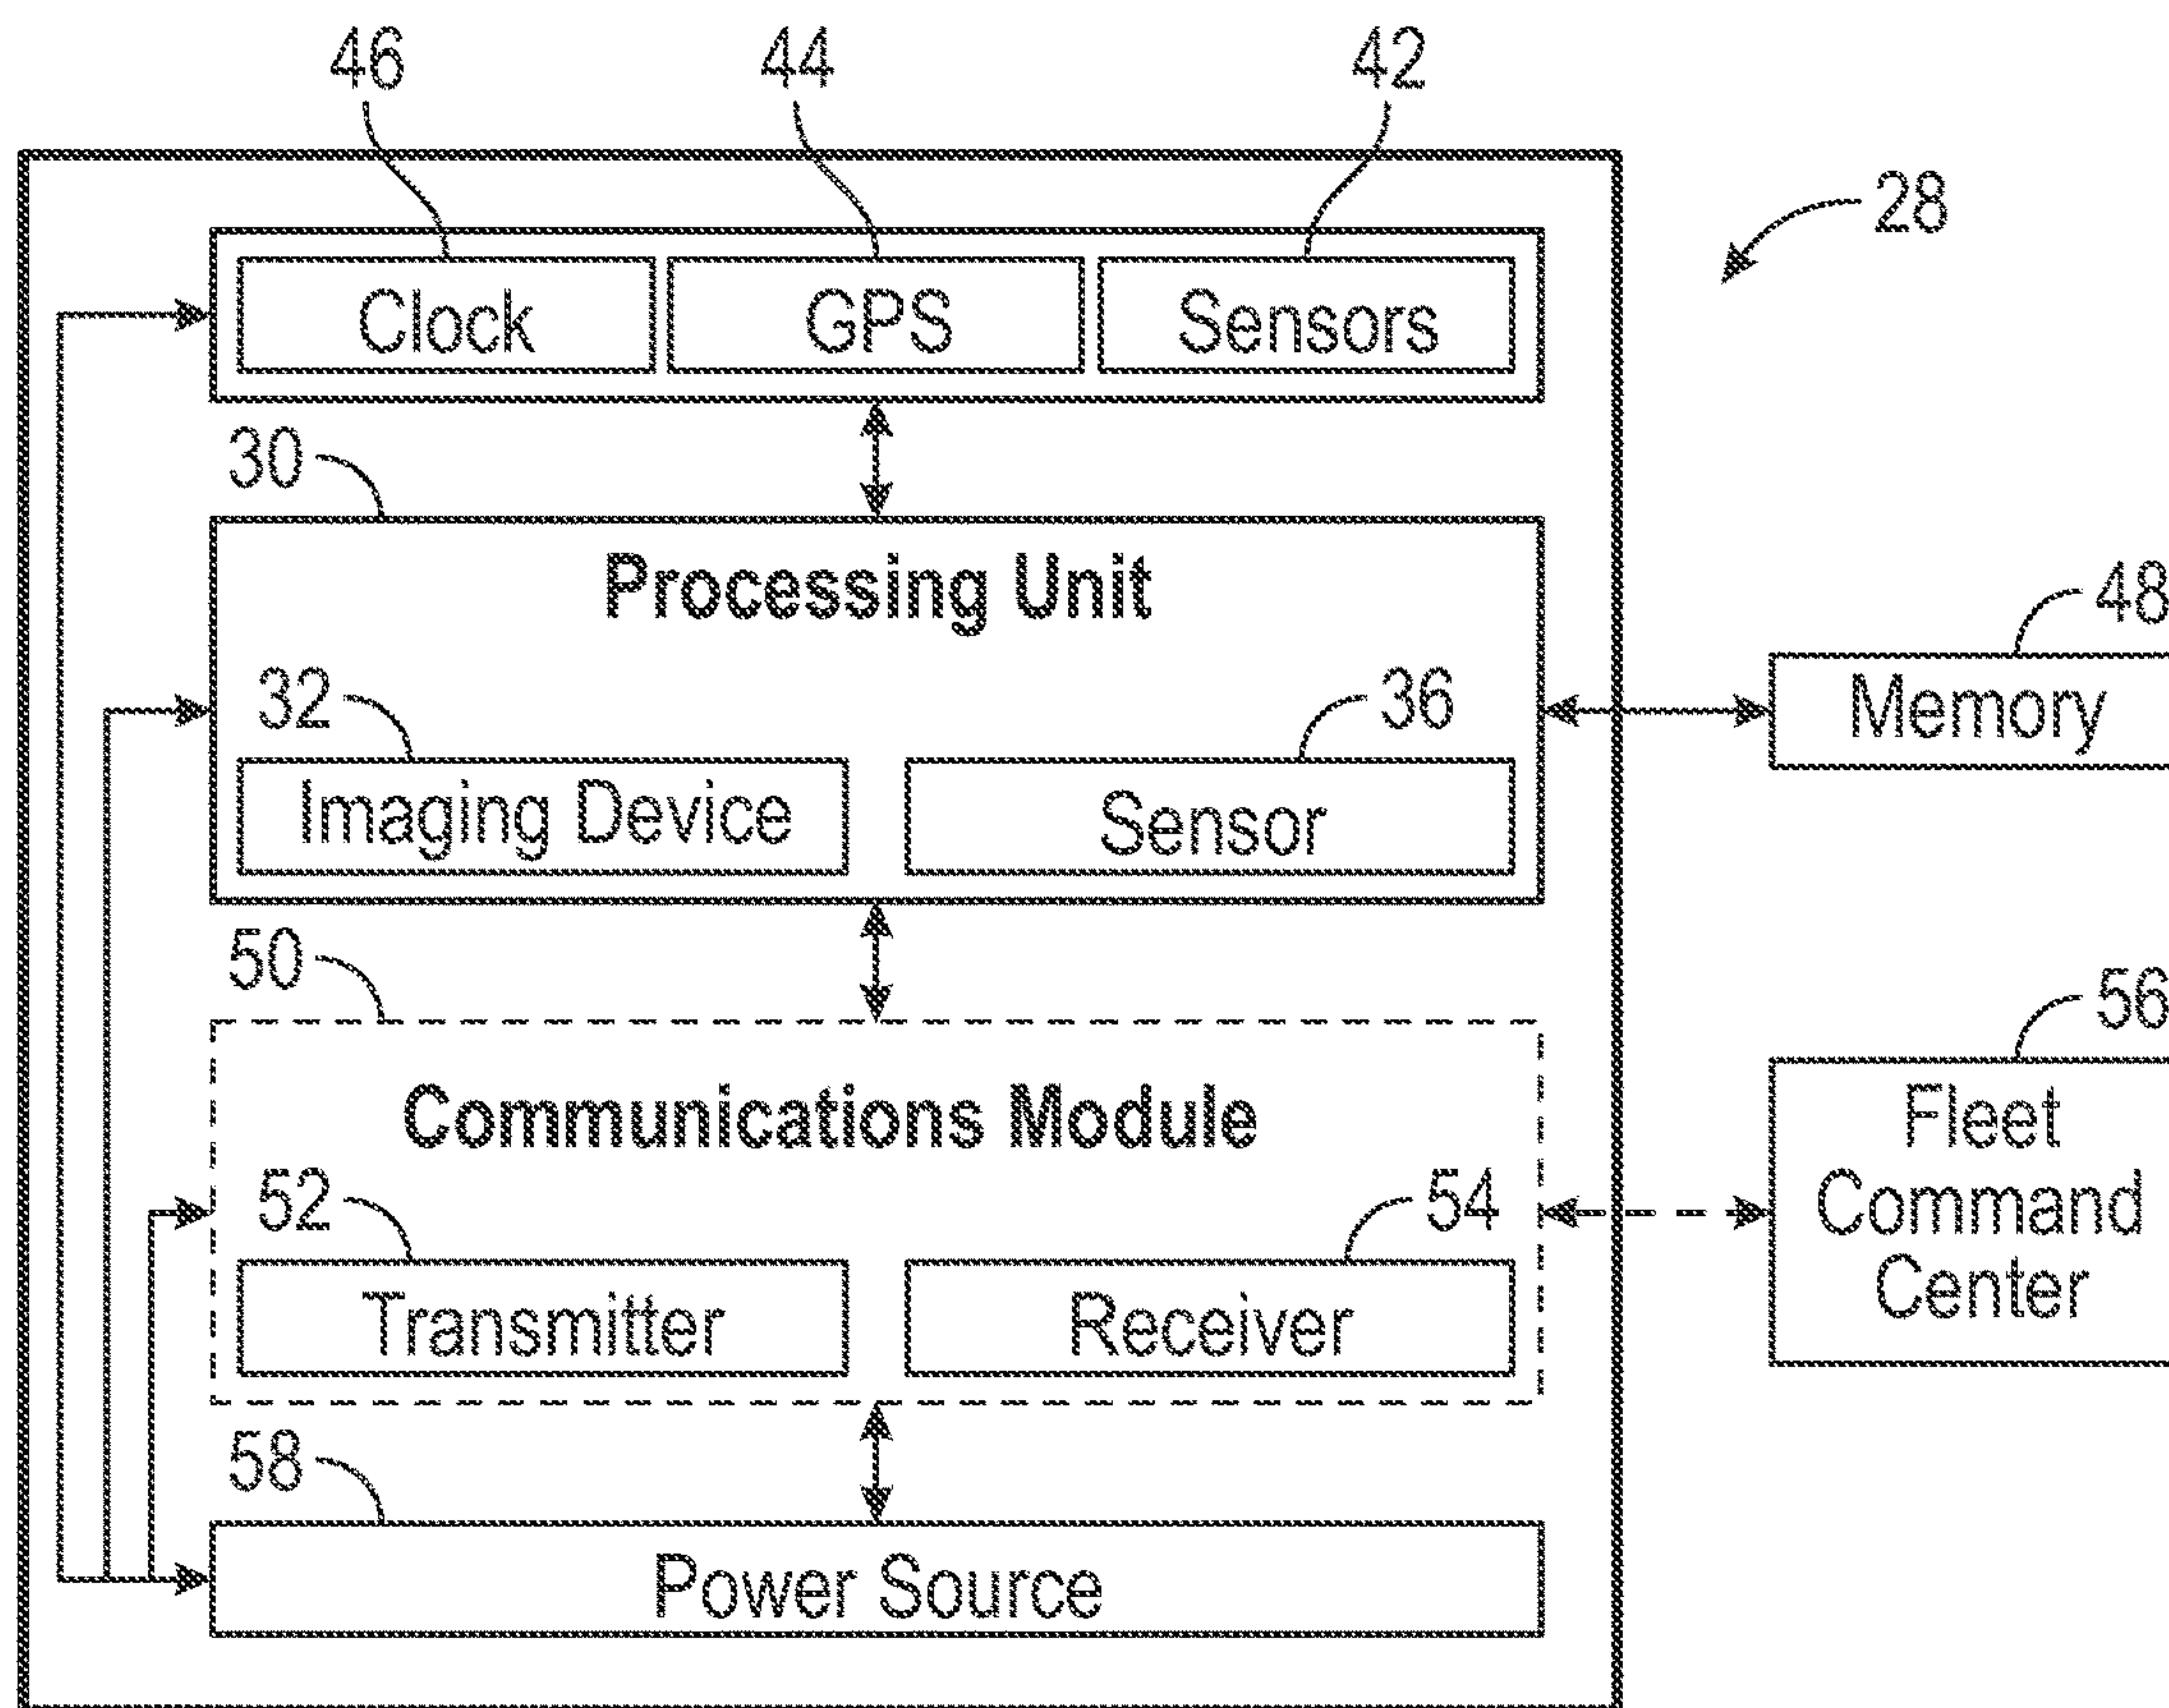 46 44 42
28
Clock GPS Sensors
30
Processing Unit
48
Memory
32 36
Imaging Device Sensor
50
56
Communications Module
Fleet
Command
Center
52 54
Transmitter Receiver
58
Power Source